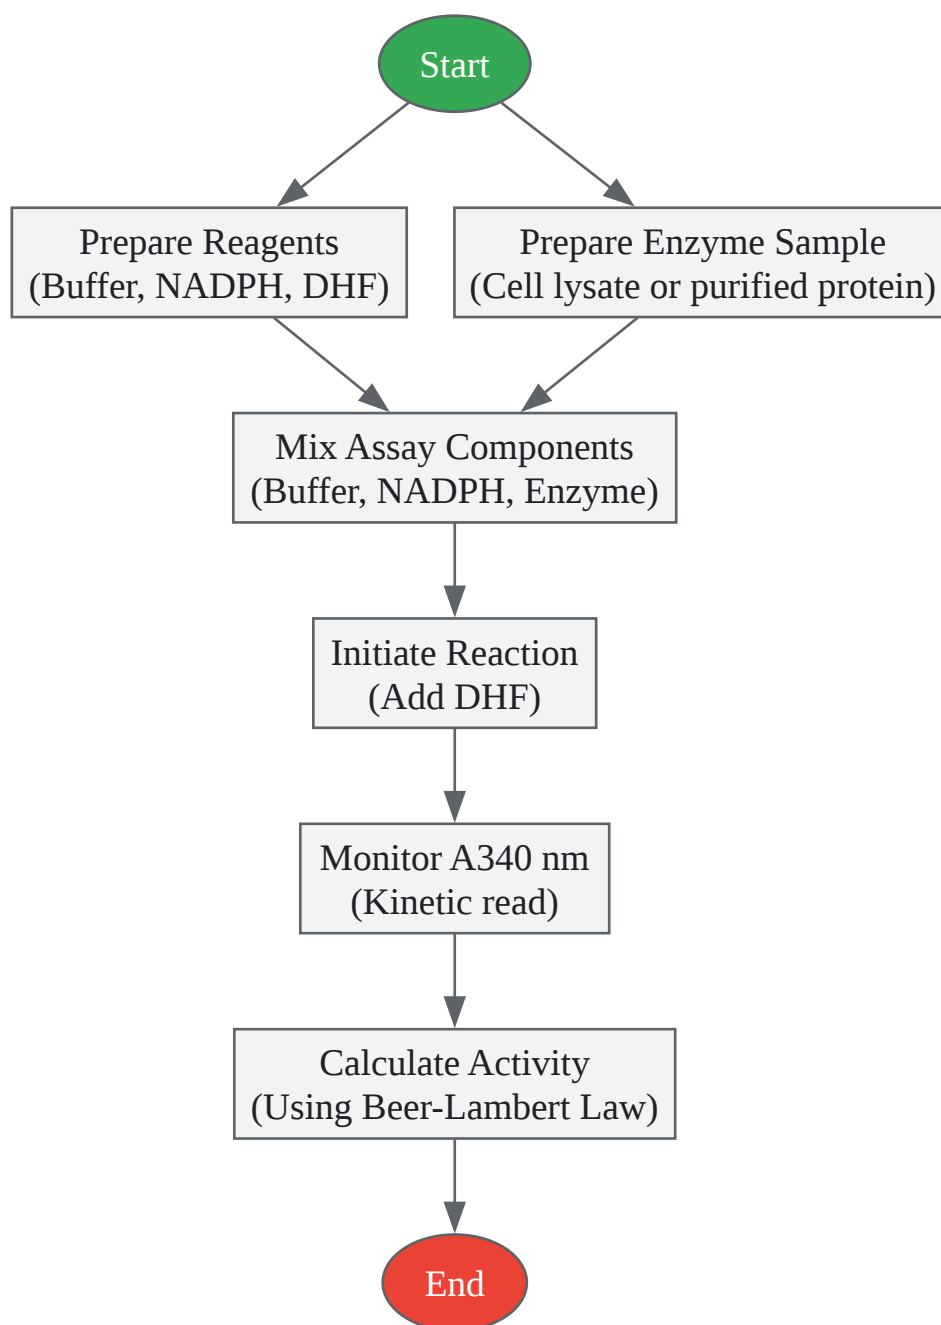 Start
Prepare Reagents
(Buffer, NADPH, DHF)
Prepare Enzyme Sample
(Cell lysate or purified protein)
Mix Assay Components
(Buffer, NADPH, Enzyme)
Initiate Reaction
(Add DHF)
Monitor A340 nm
(Kinetic read)
Calculate Activity
(Using Beer-Lambert Law)
End